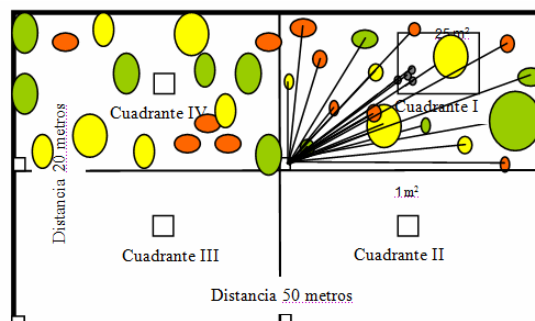 25 m²
Cuadrante IV
Cuadrante I
Distancia 20 metros
1 m²
Cuadrante III
Cuadrante II
Distancia 50 metros